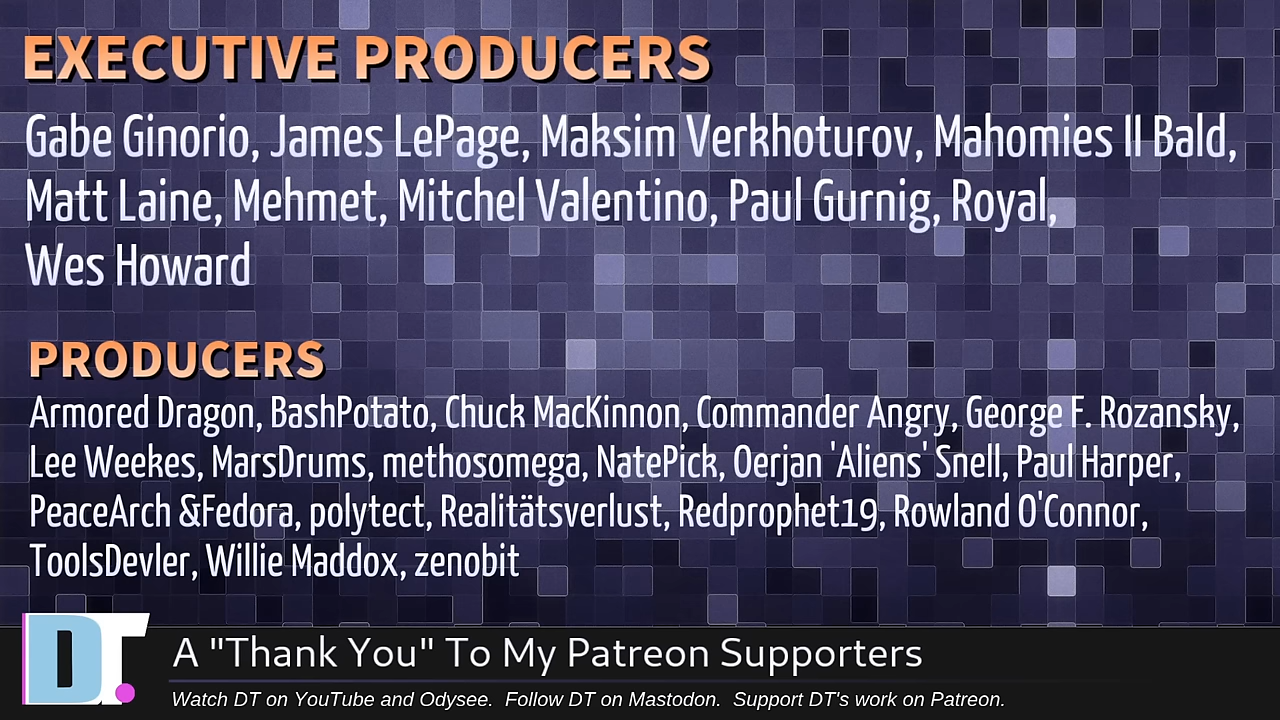 EXECUTIVE PRODUCERS
Gabe Ginorio, James LePage, Maksim Verkhoturov, Mahomies II Bald,
Matt Laine, Mehmet, Mitchel Valentino, Paul Gurnig, Royal,
Wes Howard
PRODUCERS
Armored Dragon, BashPotato, Chuck MacKinnon, Commander Angry, George F. Rozansky,
Lee Weekes, MarsDrums, methosomega, NatePick, Oerjan 'Aliens' Snell, Paul Harper,
PeaceArch &Fedora, polytect, Realitätsverlust, Redprophet19, Rowland O'Connor,
ToolsDevler, Willie Maddox, zenobit
DT.
A "Thank You" To My Patreon Supporters
Watch DT on YouTube and Odysee. Follow DT on Mastodon. Support DT's work on Patreon.